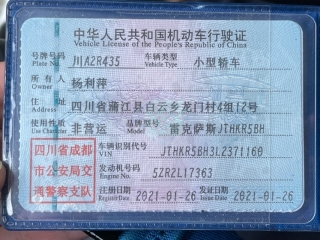 中华人民共和国机动车行驶证
Vehicle License of the People's Republic of China
号牌号码 川A2R435 车辆类型 小型轿车
Plate No. Vehicle Type
所有人 杨利萍
Owner
住址 四川省蒲江县白云乡龙门村4组12号
Address
使用性质 非营运 品牌型号 雷克萨斯JTHKR5BH
Use Character Model
四川省成都 车辆识别代号 JTHKR5BH3L2371160
VIN
市公安局交 发动机号码 5ZR2L17363
Engine No.
通警察支队 注册日期 2021-01-26 发证日期 2021-01-26
Register Date Issue Date